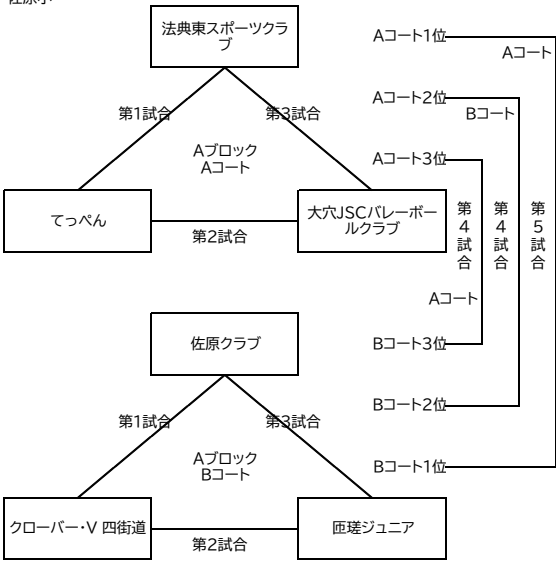 法典東スポーツクラ
ブ
第1試合
第3試合
Aブロック
Aコート
てっぺん
大穴JSCバレーボー
ルクラブ
第2試合
Aコート1位
Aコート
Aコート2位
Bコート
Aコート3位
第4試合
第4試合
第5試合
Aコート
Bコート3位
Bコート2位
Bコート1位
佐原クラブ
第1試合
第3試合
Aブロック
Bコート
クローバー・V 四街道
匝瑳ジュニア
第2試合